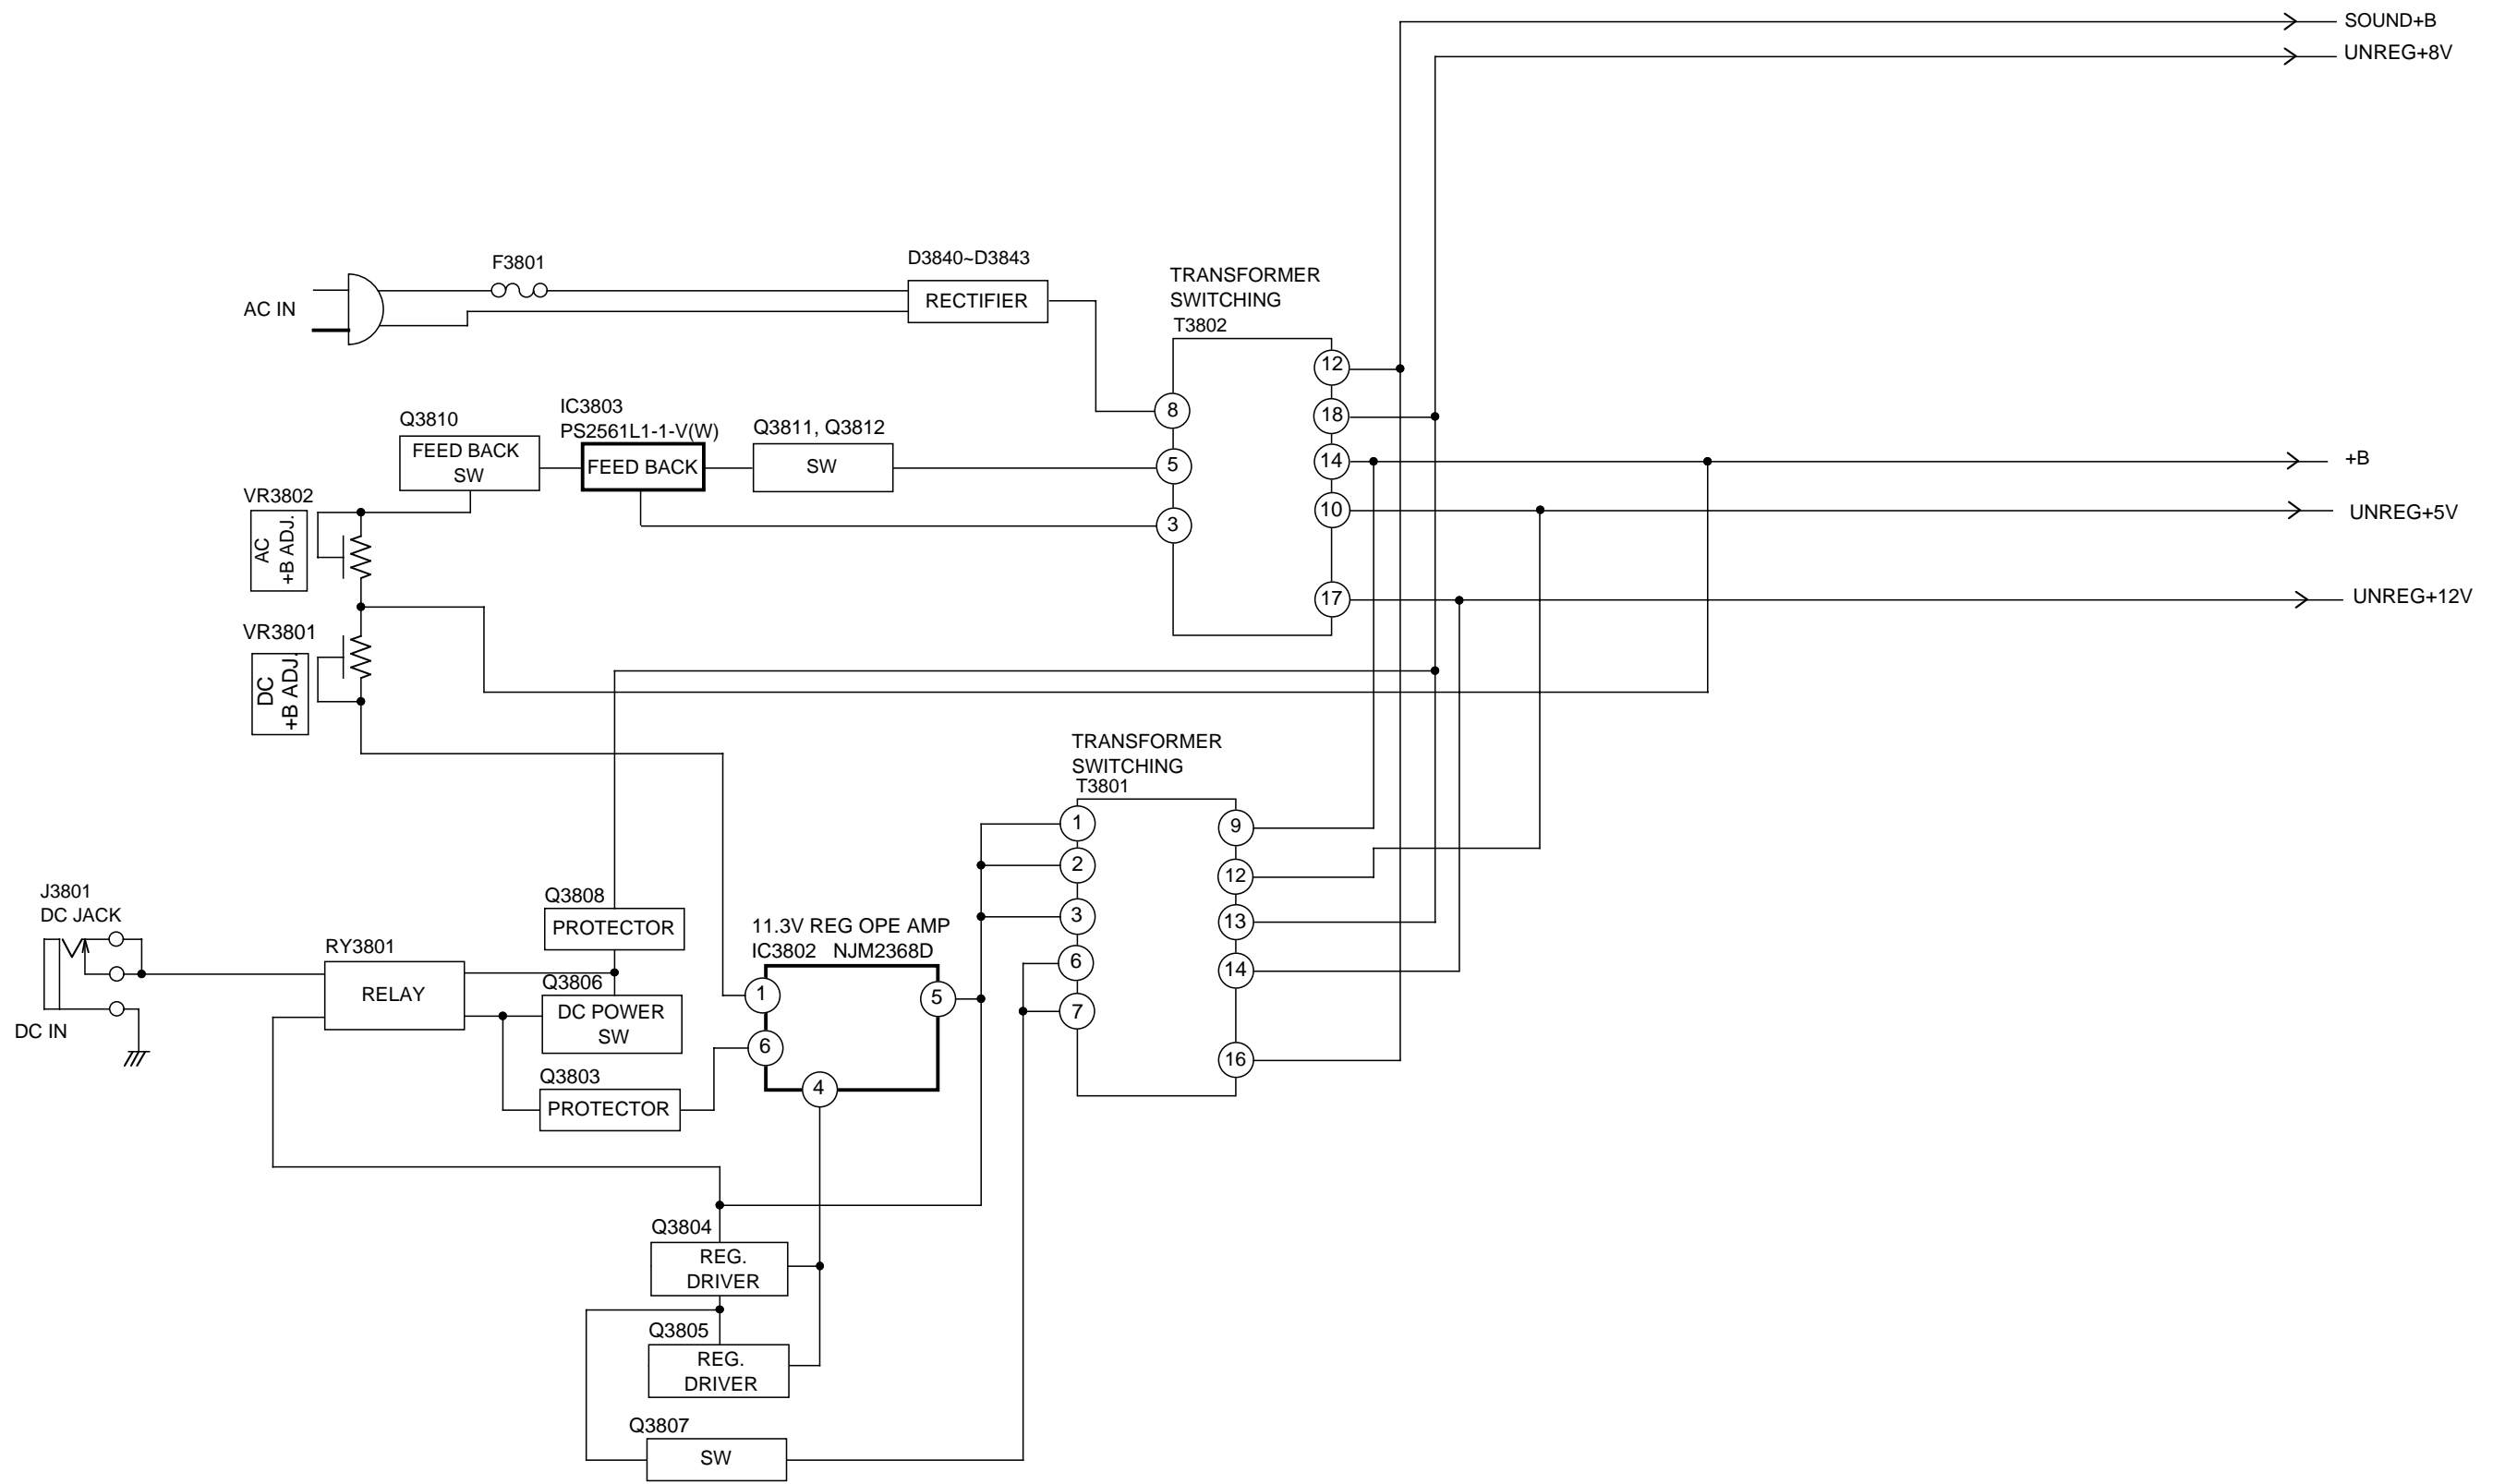 SOUND+B
UNREG+8V
F3801
D3840~D3843
AC IN
RECTIFIER
TRANSFORMER
SWITCHING
T3802
12
8
18
Q3810
FEED BACK
SW
IC3803
PS2561L1-1-V(W)
FEED BACK
Q3811, Q3812
SW
5
14
+B
10
UNREG+5V
3
17
UNREG+12V
VR3802
AC
+B ADJ.
VR3801
DC
+B ADJ.
TRANSFORMER
SWITCHING
T3801
1
9
2
12
3
13
6
14
7
16
J3801
DC JACK
DC IN
RY3801
RELAY
Q3808
PROTECTOR
Q3806
DC POWER
SW
Q3803
PROTECTOR
11.3V REG OPE AMP
IC3802 NJM2368D
1
5
6
4
Q3804
REG.
DRIVER
Q3805
REG.
DRIVER
Q3807
SW